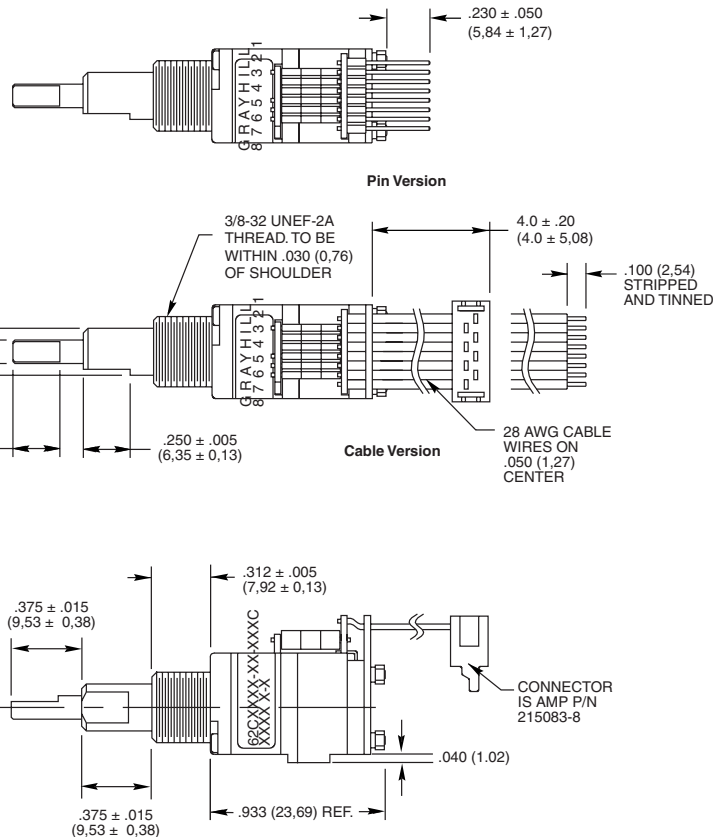 .230 ± .050
(5,84 ± 1,27)
GRAYHILL
87654321
Pin Version
3/8-32 UNEF-2A
THREAD. TO BE
WITHIN .030 (0,76)
OF SHOULDER
4.0 ± .20
(4.0 ± 5,08)
.100 (2,54)
STRIPPED
AND TINNED
GRAYHILL
87654321
.250 ± .005
(6,35 ± 0,13)
Cable Version
28 AWG CABLE
WIRES ON
.050 (1,27)
CENTER
.312 ± .005
(7,92 ± 0,13)
.375 ± .015
(9,53 ± 0,38)
62CXXXX-XX-XXXC
CONNECTOR
IS AMP P/N
215083-8
.040 (1.02)
.933 (23,69) REF.
.375 ± .015
(9,53 ± 0,38)